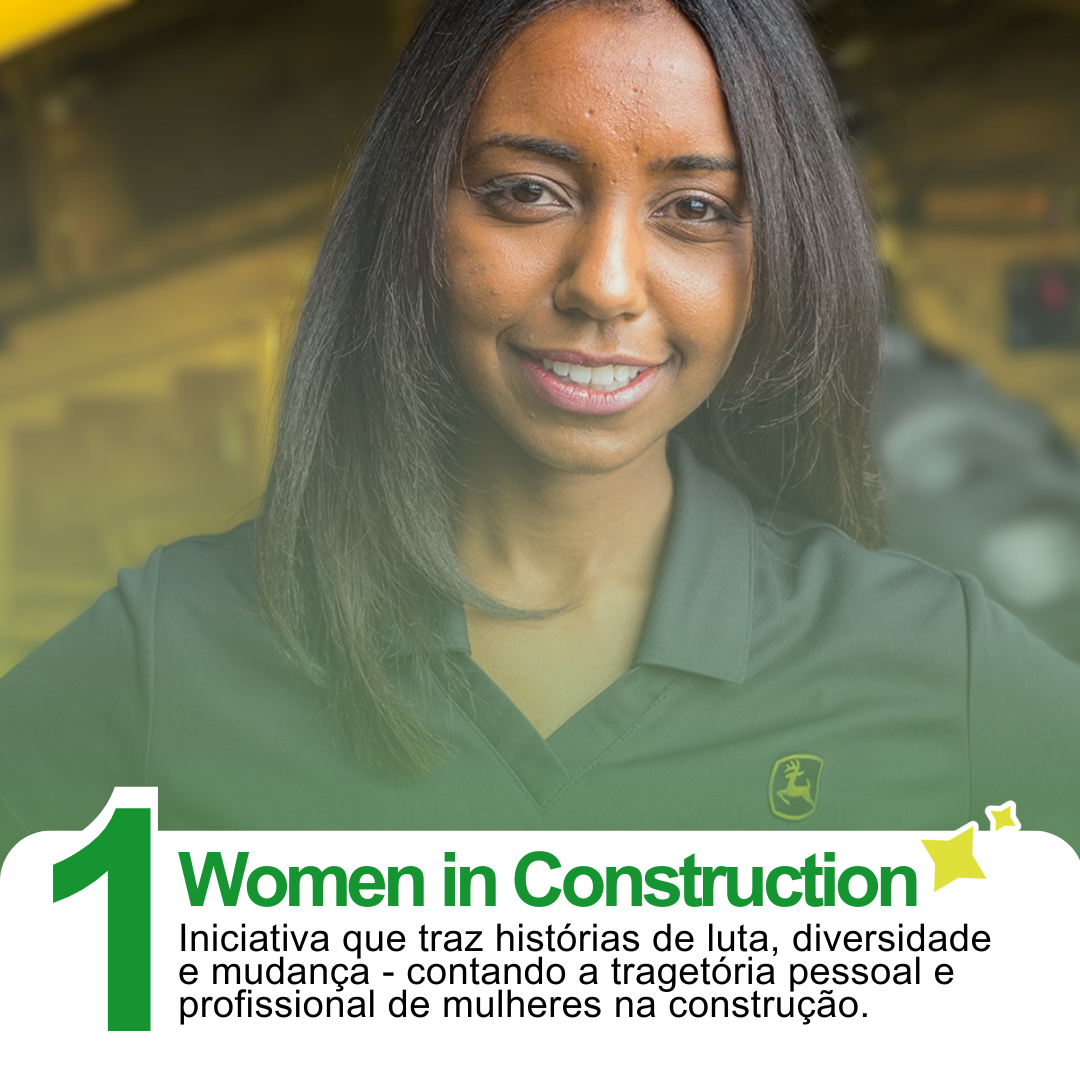 1
Women in Construction
Iniciativa que traz histórias de luta, diversidade
e mudança - contando a tragetória pessoal e
profissional de mulheres na construção.